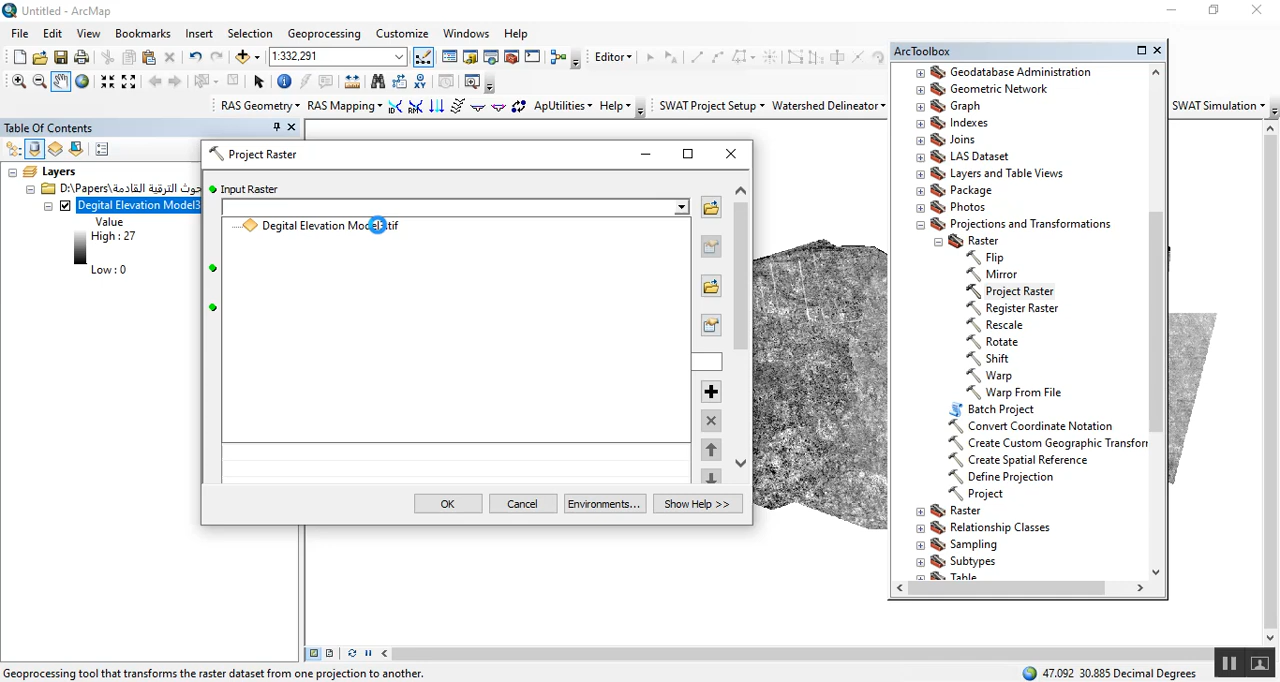 Untitled - ArcMap
File Edit View Bookmarks Insert Selection Geoprocessing Customize Windows Help
1:332,291 Editor
RAS Geometry RAS Mapping ApUtilities Help SWAT Project Setup Watershed Delineator SWAT Simulation
Table Of Contents
Layers
D:\Papers\وث الترقية القادمة
Degital Elevation Model3
Value
High : 27
Low : 0
Project Raster
Input Raster
Degital Elevation Model3.tif
OK Cancel Environments... Show Help >>
ArcToolbox
Geodatabase Administration
Geometric Network
Graph
Indexes
Joins
LAS Dataset
Layers and Table Views
Package
Photos
Projections and Transformations
Raster
Flip
Mirror
Project Raster
Register Raster
Rescale
Rotate
Shift
Warp
Warp From File
Batch Project
Convert Coordinate Notation
Create Custom Geographic Transforn
Create Spatial Reference
Define Projection
Project
Raster
Relationship Classes
Sampling
Subtypes
Table
Geoprocessing tool that transforms the raster dataset from one projection to another.
47.092 30.885 Decimal Degrees